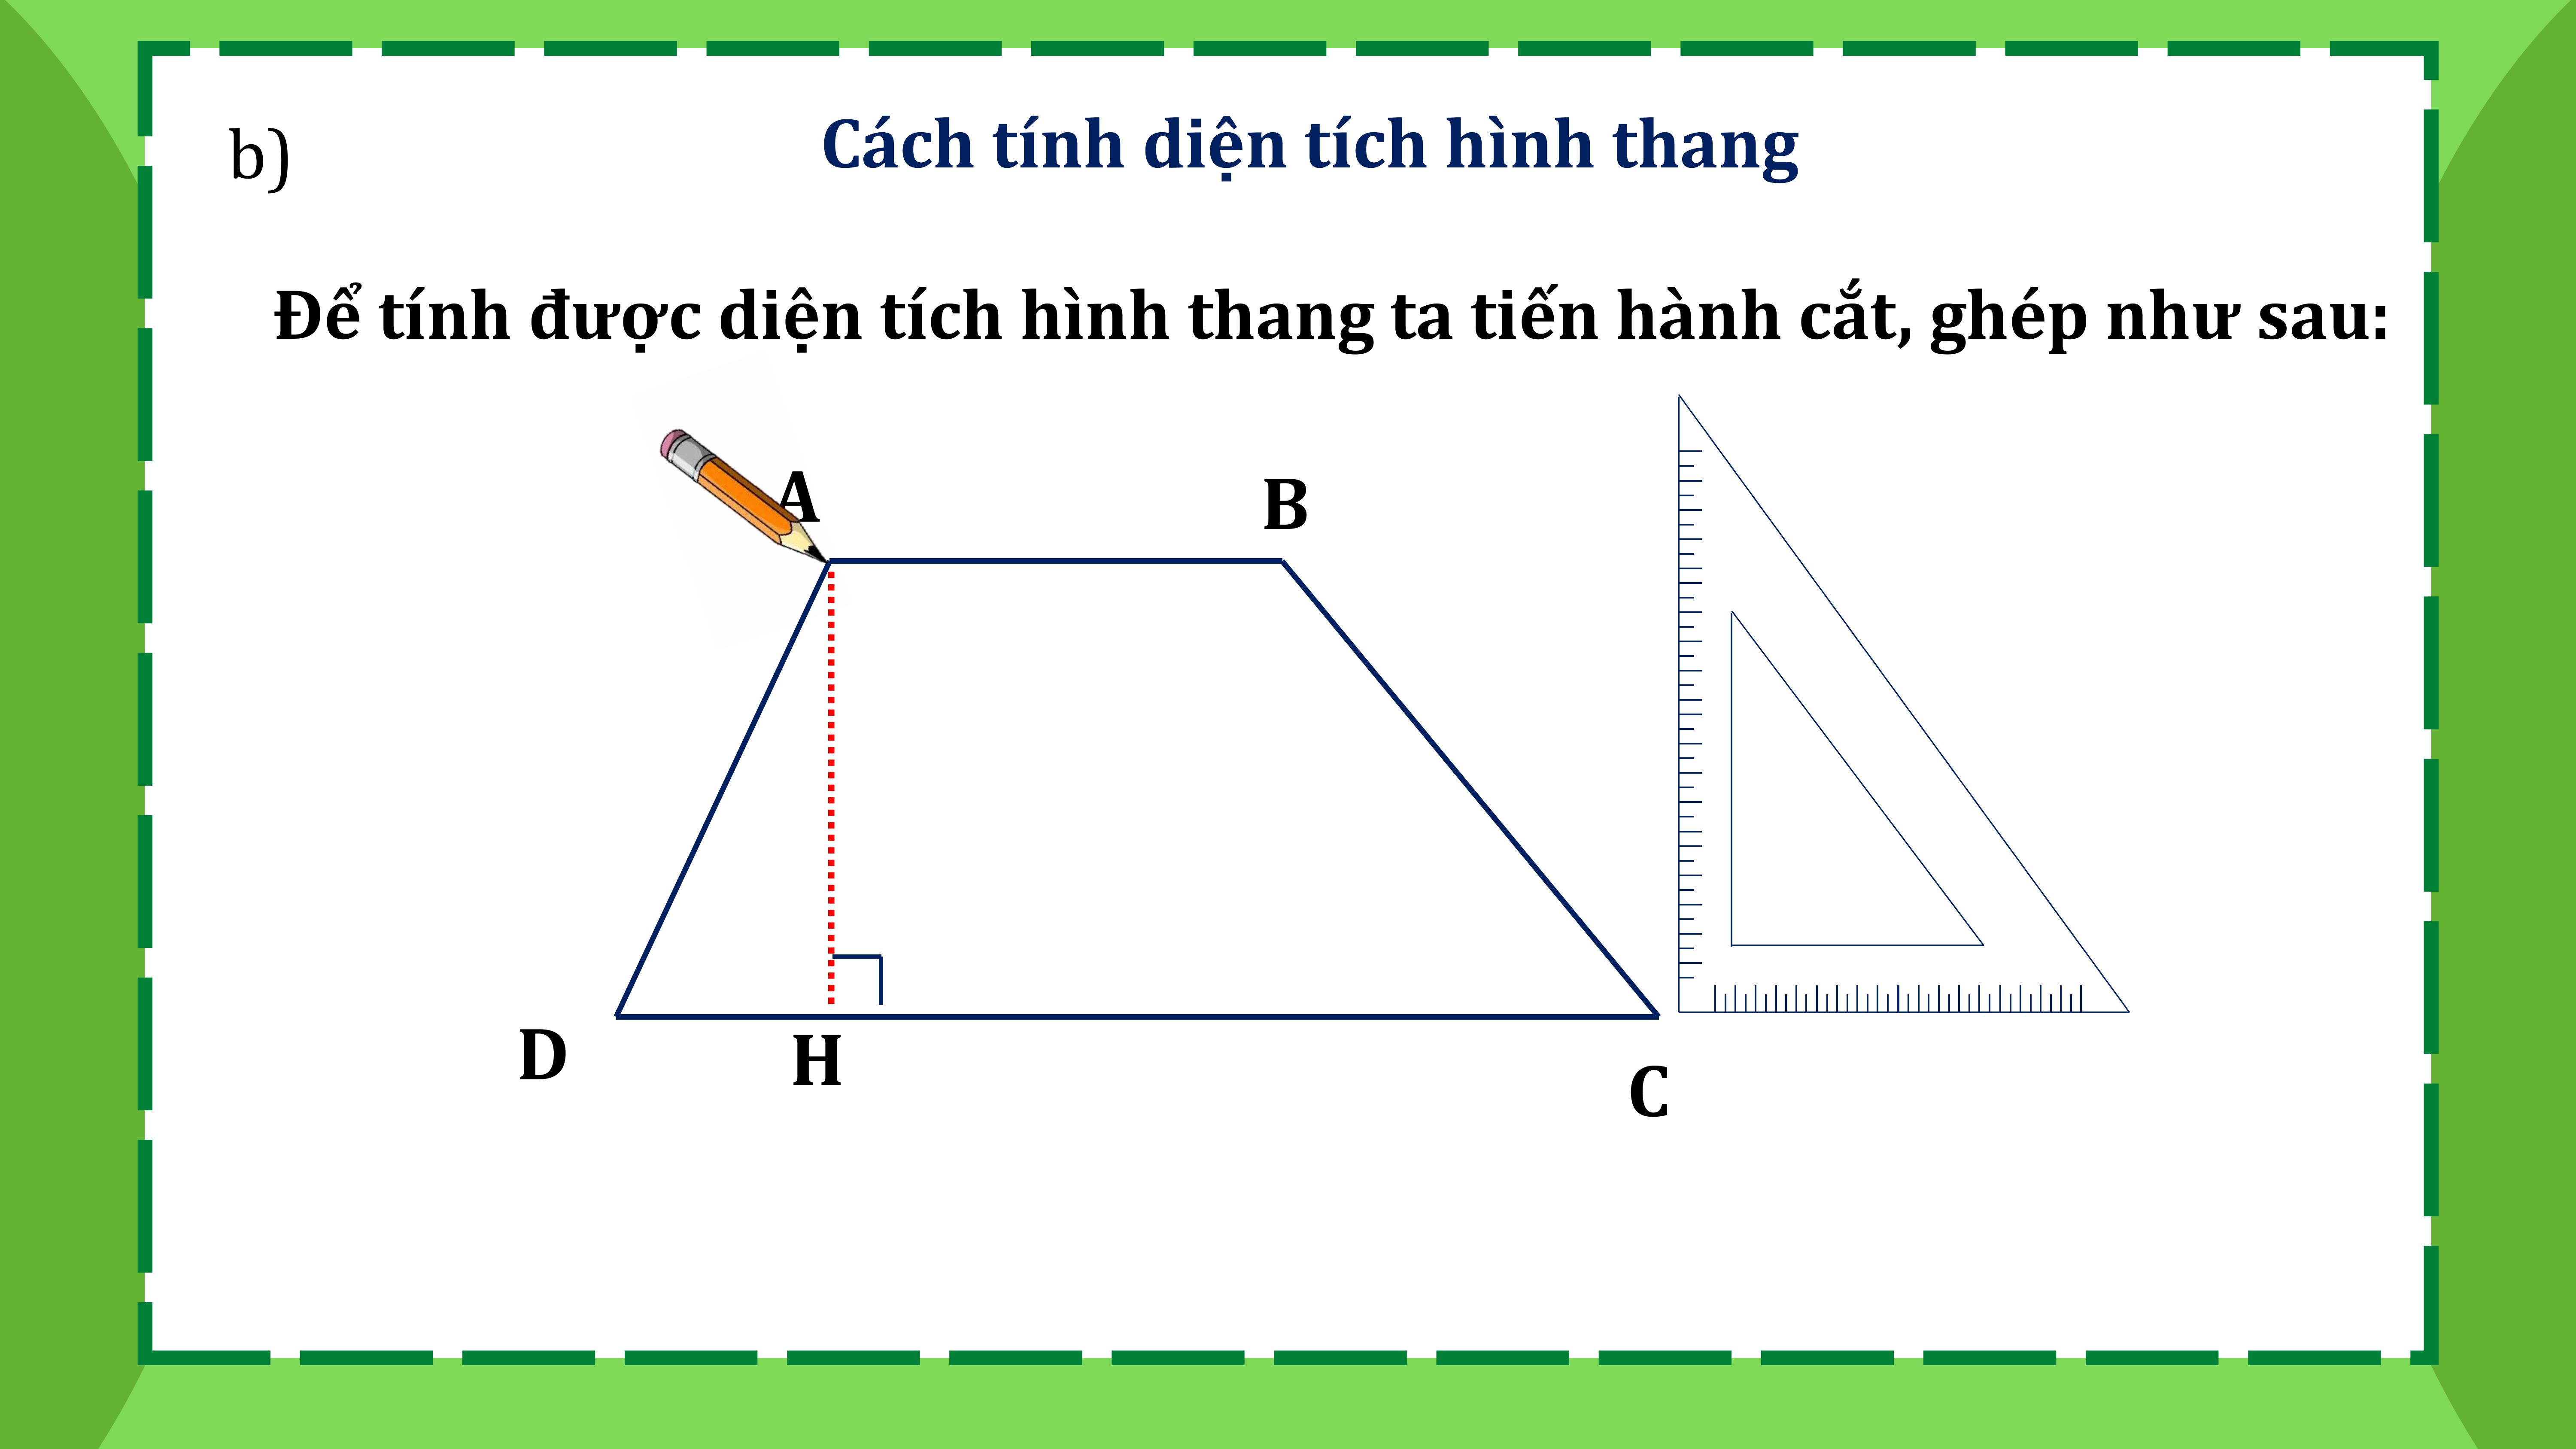 b)
Cách tính diện tích hình thang
Để tính được diện tích hình thang ta tiến hành cắt, ghép như sau:
A
B
D
H
C